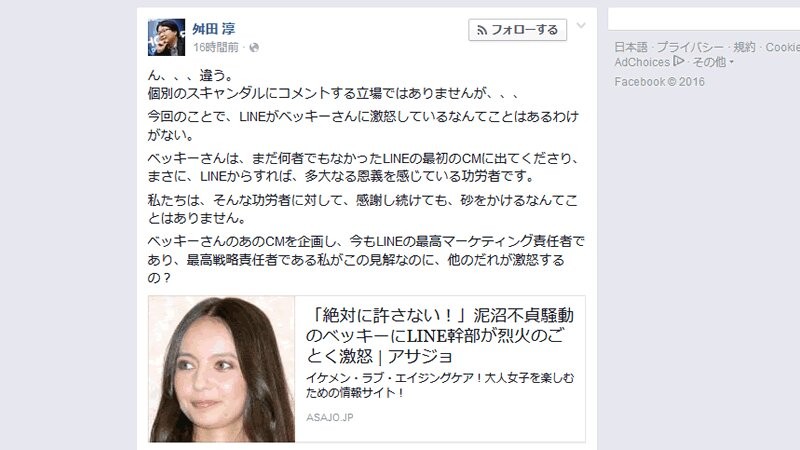 舛田 淳
16時間前 ·
フォローする
ん、、、違う。
個別のスキャンダルにコメントする立場ではありませんが、、、
今回のことで、LINEがベッキーさんに激怒しているなんてことはあるわけ
がない。
ベッキーさんは、まだ何者でもなかったLINEの最初のCMに出てくださり、
まさに、LINEからすれば、多大なる恩義を感じている功労者です。
私たちは、そんな功労者に対して、感謝し続けても、砂をかけるなんてこ
とはありません。
ベッキーさんのあのCMを企画し、今もLINEの最高マーケティング責任者で
あり、最高戦略責任者である私がこの見解なのに、他のだれが激怒する
の？
「絶対に許さない！」泥沼不貞騒動
のベッキーにLINE幹部が烈火のご
とく激怒 | アサジョ
イケメン・ラブ・エイジングケア！大人女子を楽しむ
ための情報サイト！
ASAJO.JP
日本語 · プライバシー · 規約 · Cookie
AdChoices · その他
Facebook © 2016